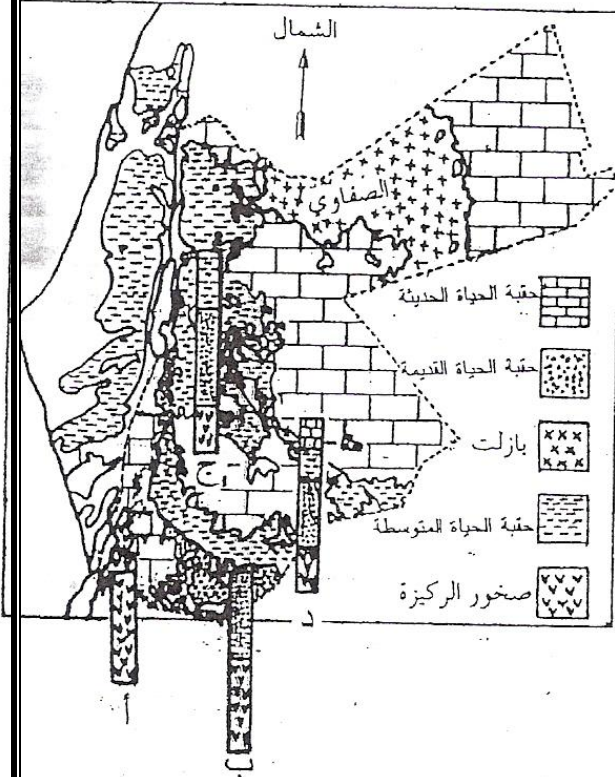 الشمال
الصفاوي
حقبة الحياة الحديثة
حقبة الحياة القديمة
بازلت
حقبة الحياة المتوسطة
صخور الركيزة
ج
د
أ
ب